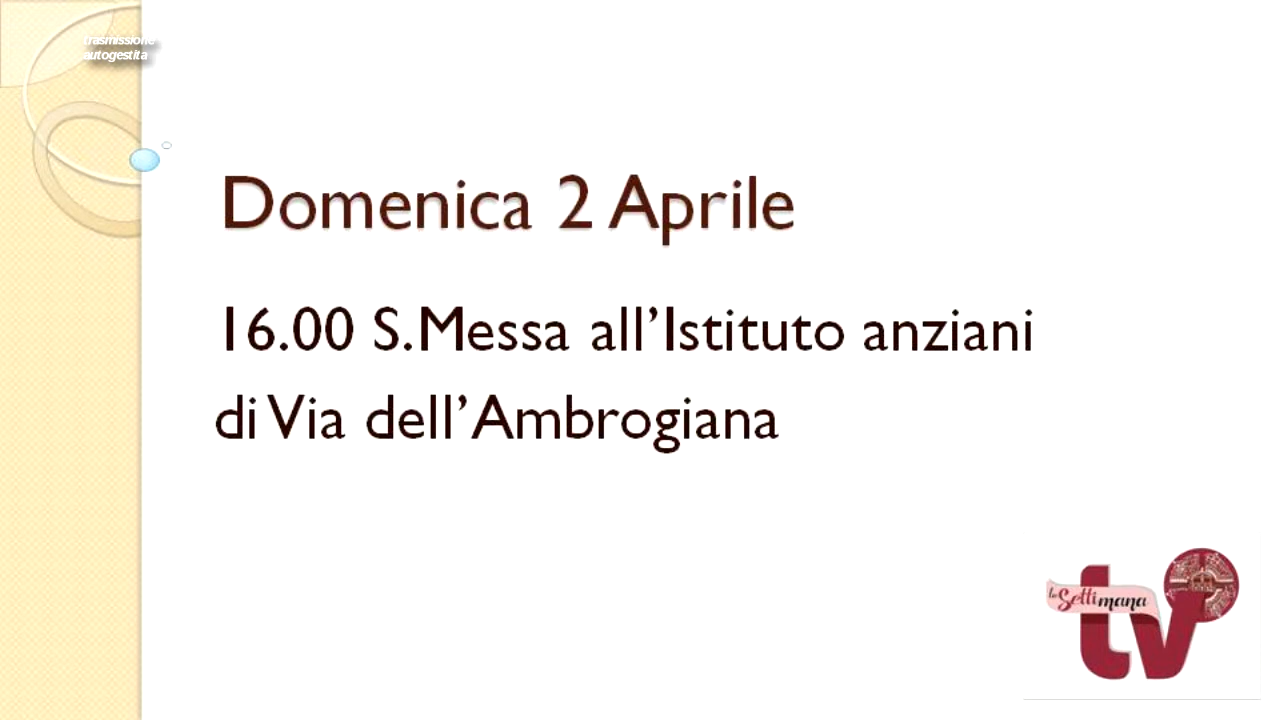 trasmissione
autogestita
Domenica 2 Aprile
16.00 S.Messa all’Istituto anziani
di Via dell’Ambrogiana
la Settimana
tv